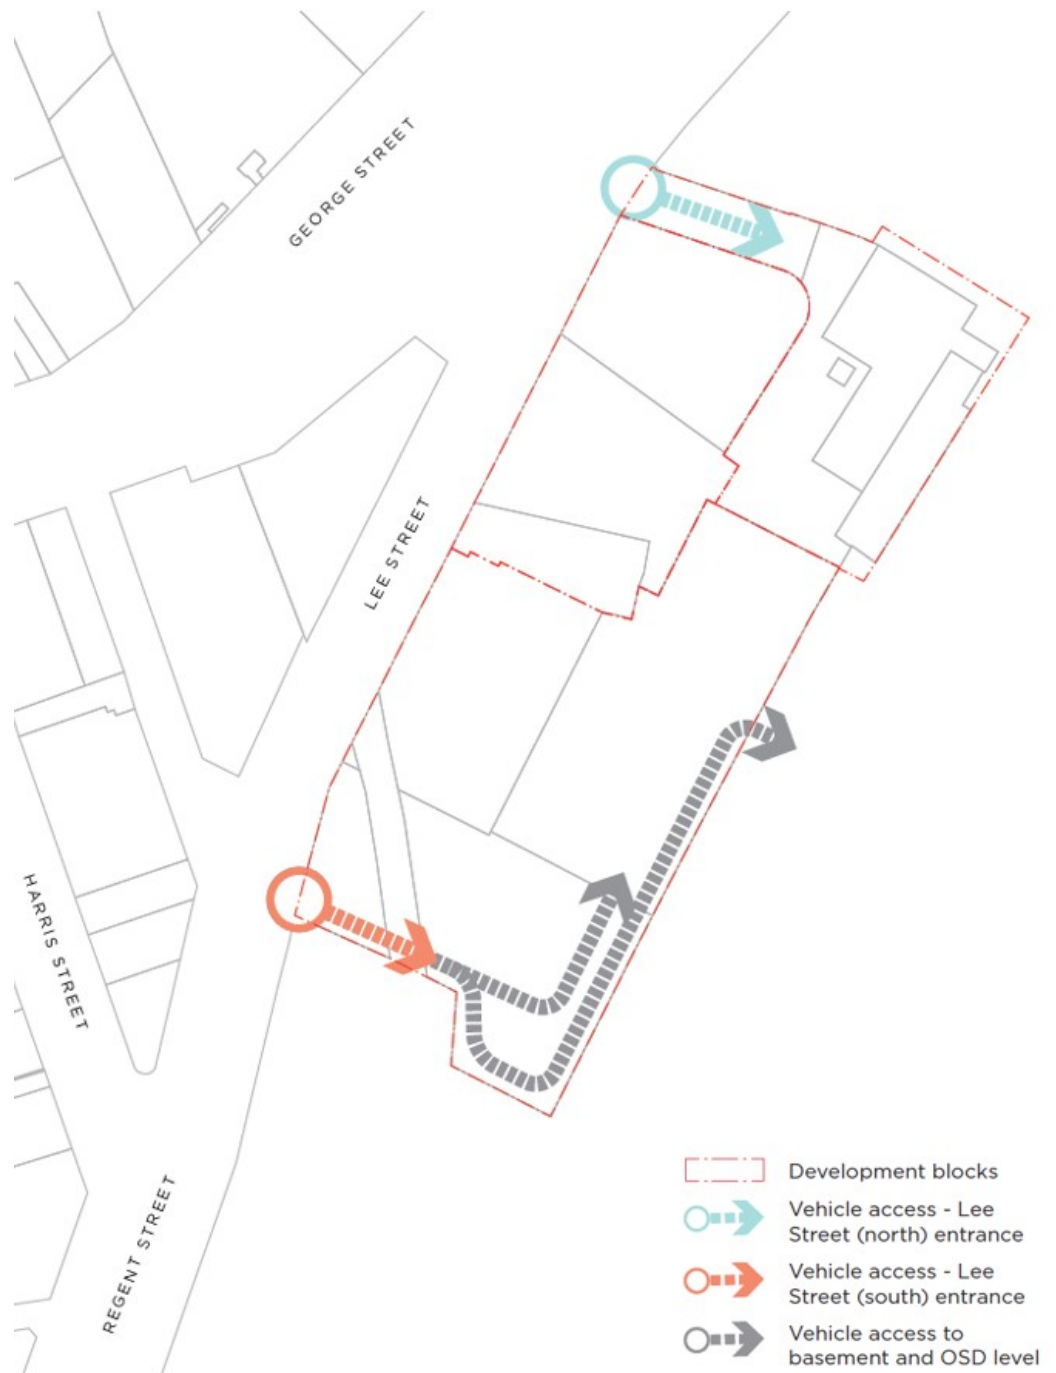 GEORGE STREET
LEE STREET
HARRIS STREET
REGENT STREET
Development blocks
Vehicle access - Lee
Street (north) entrance
Vehicle access - Lee
Street (south) entrance
Vehicle access to
basement and OSD level